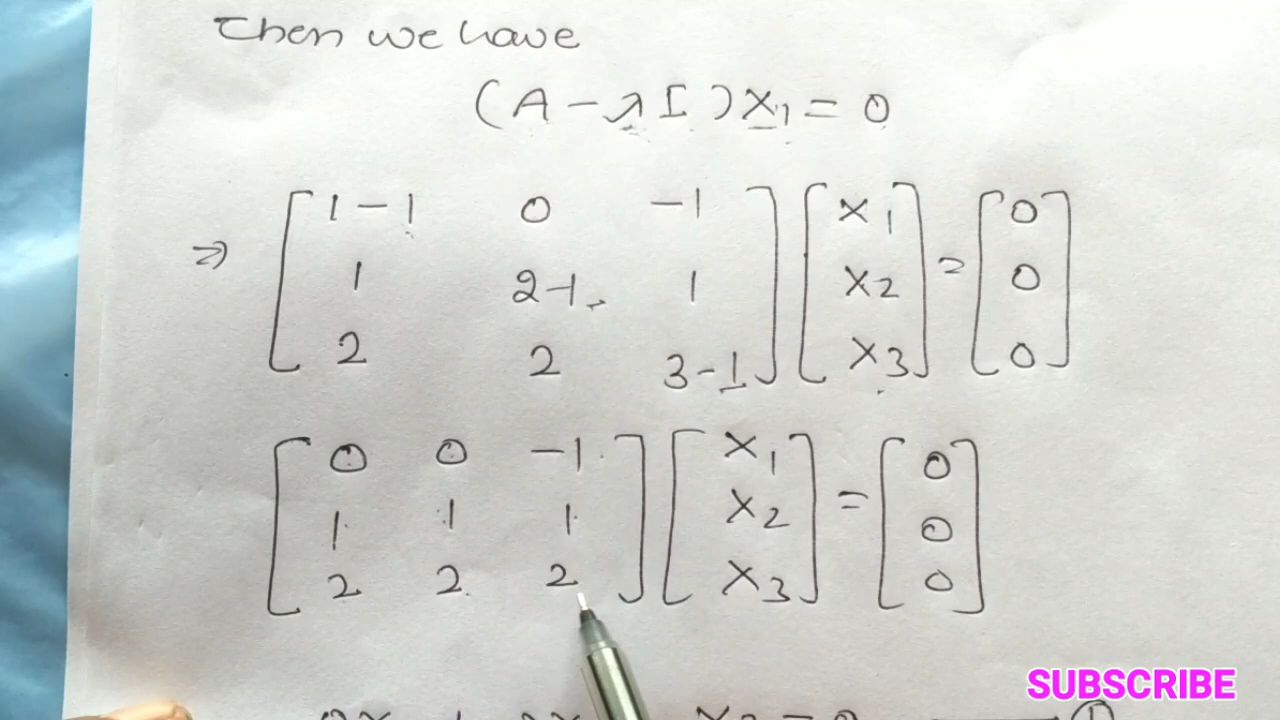 Then we have
(A - λI)X1 = 0
⇒ [1-1 0 -1] [x1] = [0]
[1 2-1 1] [x2] [0]
[2 2 3-1] [x3] [0]
[0 0 -1] [x1] = [0]
[1 1 1] [x2] [0]
[2 2 2] [x3] [0]
SUBSCRIBE